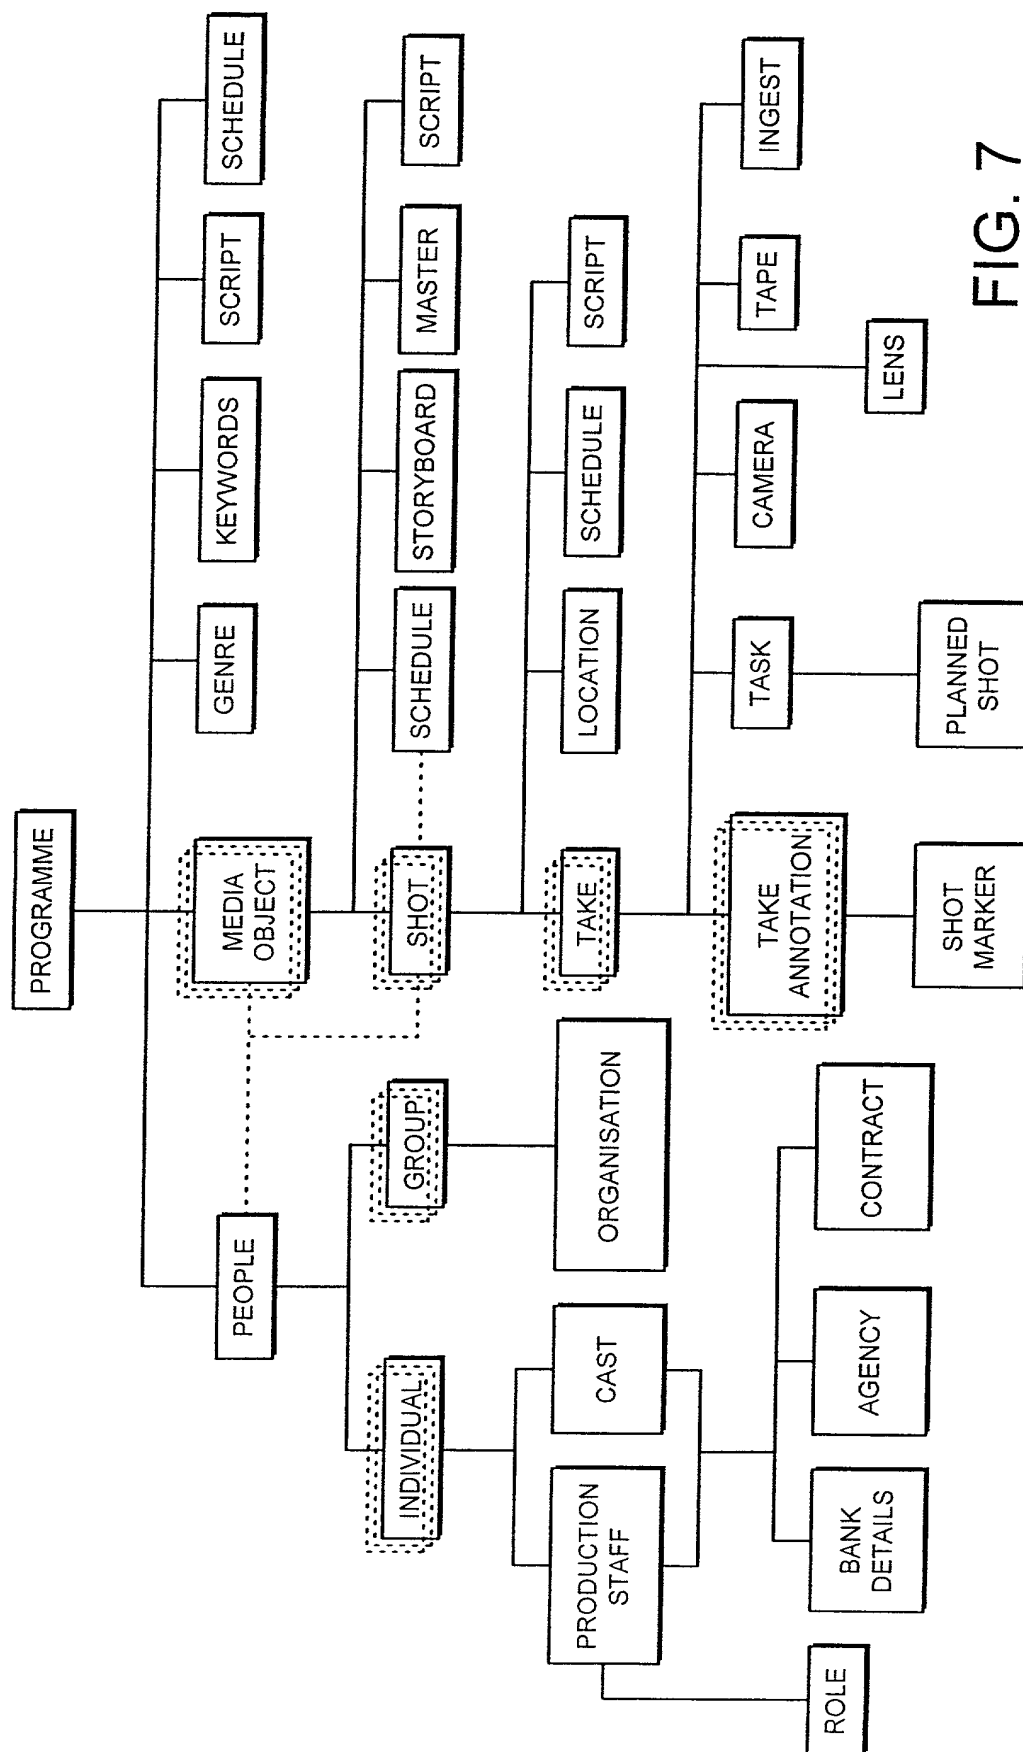 PROGRAMME
PEOPLE
MEDIA
OBJECT
GENRE
KEYWORDS
SCRIPT
SCHEDULE
INDIVIDUAL
GROUP
SHOT
SCHEDULE
STORYBOARD
MASTER
SCRIPT
PRODUCTION
STAFF
CAST
ORGANISATION
TAKE
LOCATION
SCHEDULE
SCRIPT
TAKE
ANNOTATION
TASK
CAMERA
TAPE
INGEST
LENS
ROLE
BANK
DETAILS
AGENCY
CONTRACT
SHOT
MARKER
PLANNED
SHOT
FIG. 7